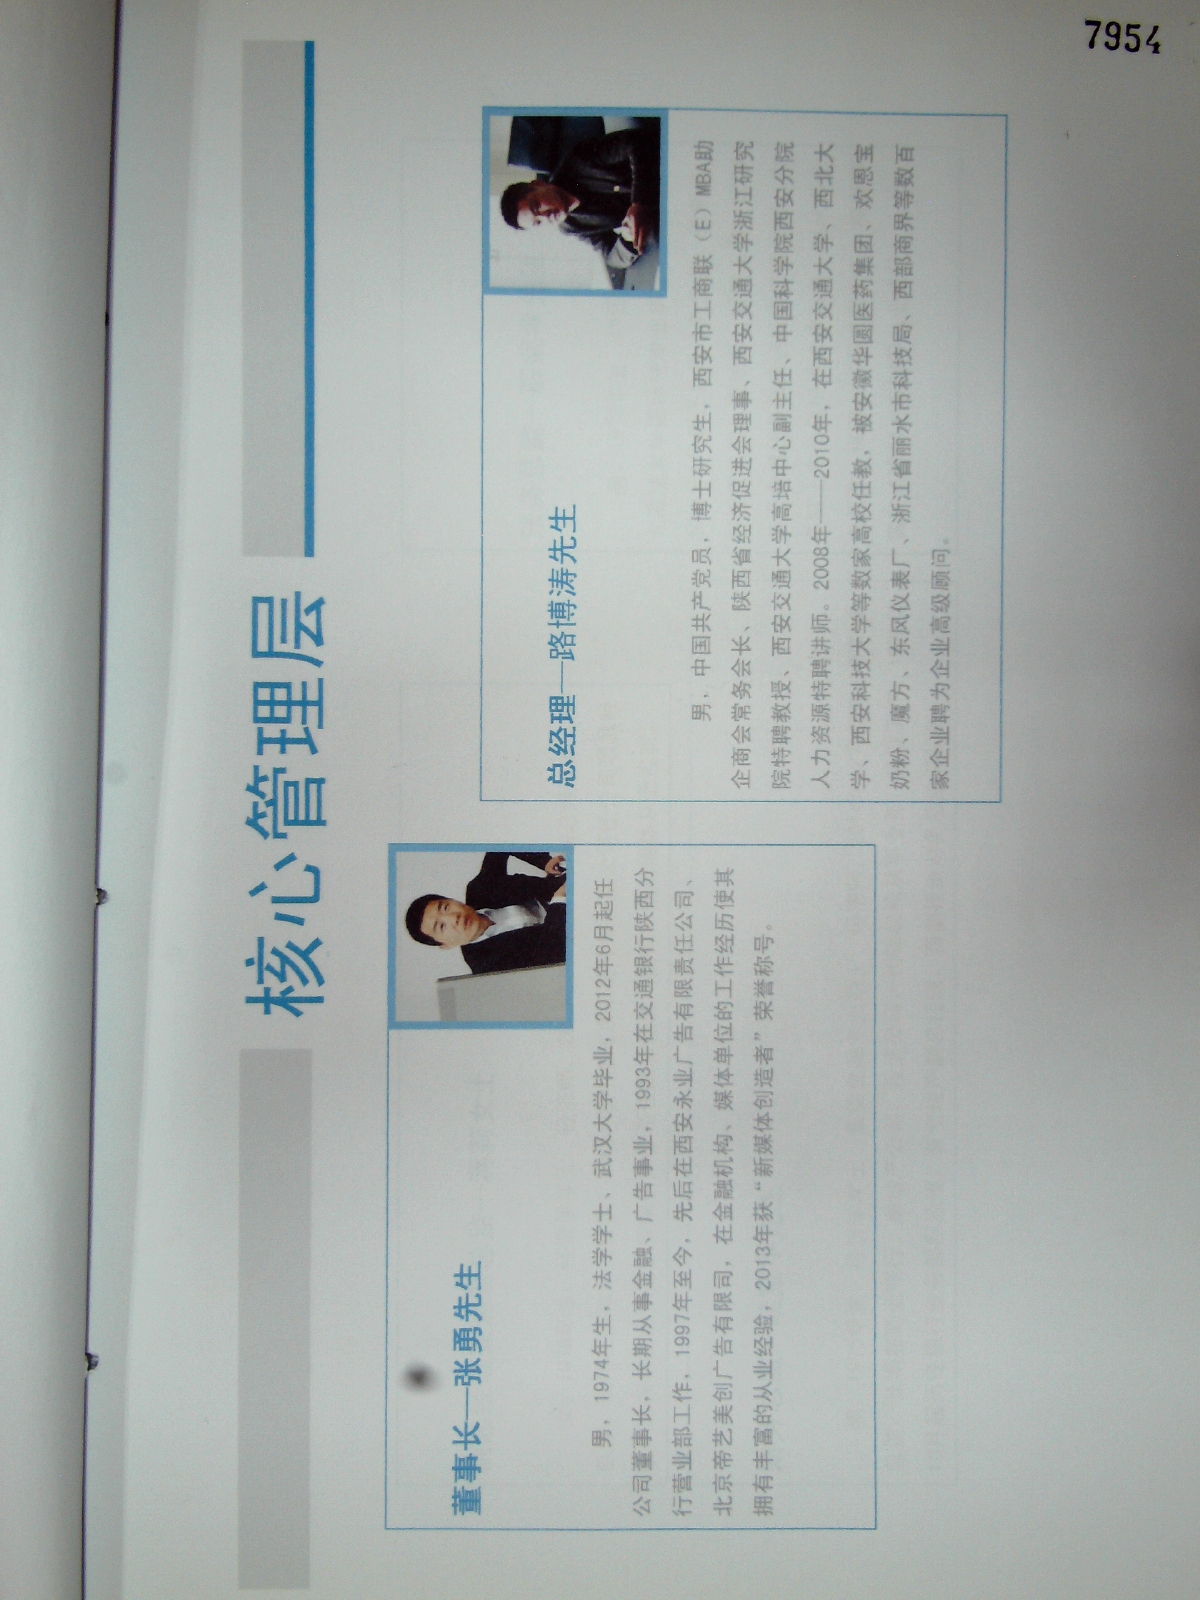 核心管理层
董事长—张勇先生
男，1974年生，法学学士、武汉大学毕业，2012年6月起任
公司董事长，长期从事金融、广告事业，1993年在交通银行陕西分
行营业部工作，1997年至今，先后在西安永业广告有限责任公司、
北京帝艺美创广告有限司，在金融机构、媒体单位的工作经历使其
拥有丰富的从业经验，2013年获“新媒体创造者”荣誉称号。
总经理—路博涛先生
男，中国共产党员，博士研究生，西安市工商联（E）MBA助
企商会常务会长、陕西省经济促进会理事、西安交通大学浙江研究
院特聘教授、西安交通大学高培中心副主任、中国科学院西安分院
人力资源特聘讲师。2008年——2010年，在西安交通大学、西北大
学、西安科技大学等数家高校任教，被安徽华圆医药集团、欢恩宝
奶粉、魔方、东风仪表厂、浙江省丽水市科技局、西部商界等数百
家企业聘为企业高级顾问。
7954